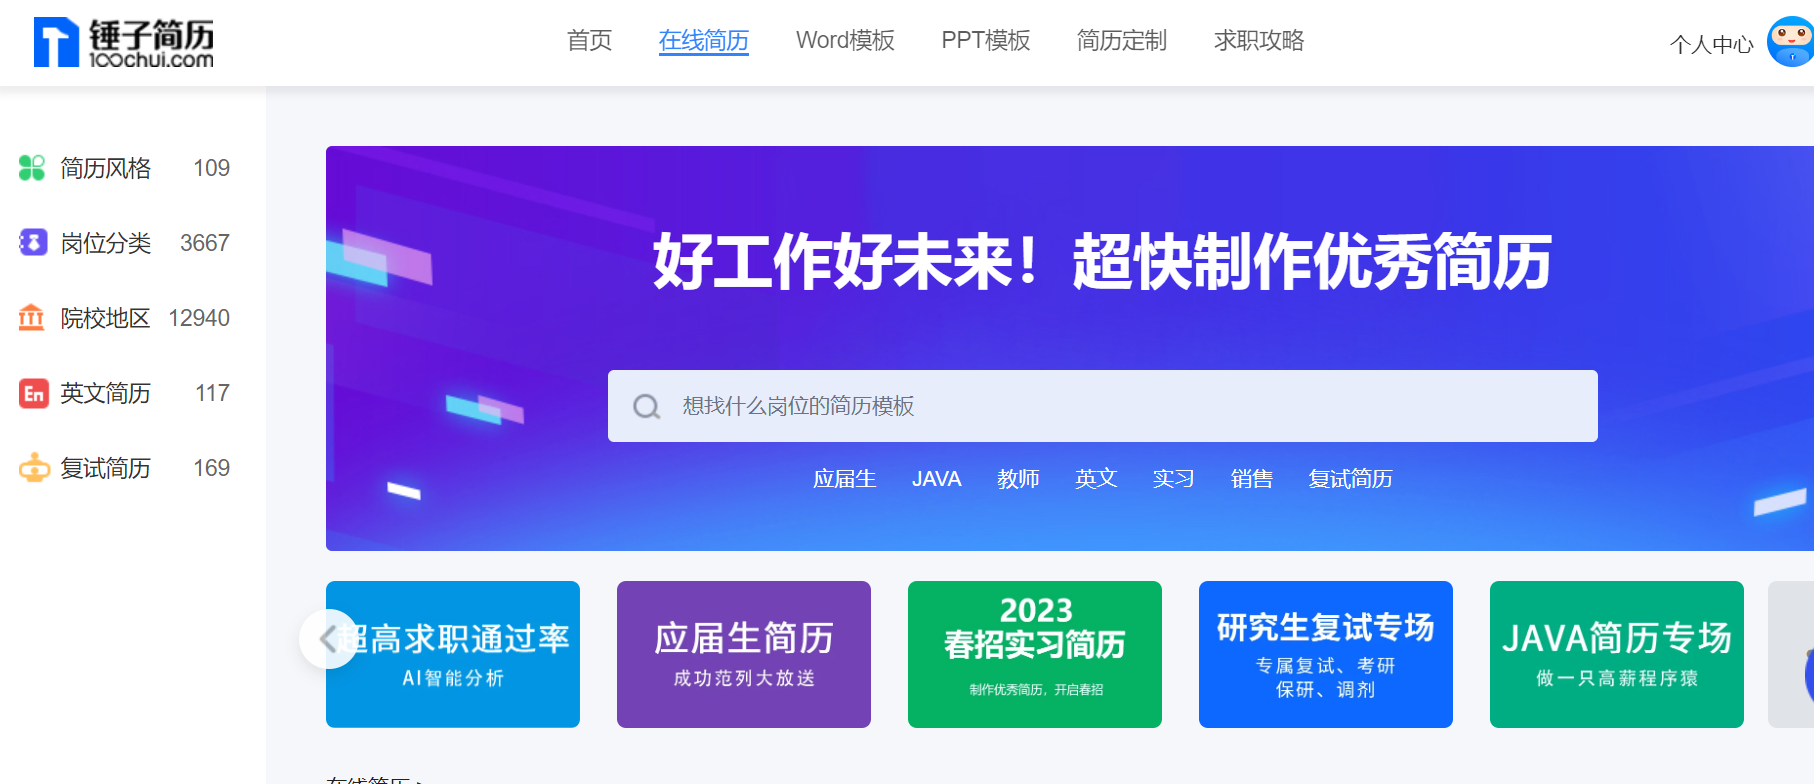 锤子简历
100chui.com
首页 在线简历 Word模板 PPT模板 简历定制 求职攻略
个人中心
简历风格 109
岗位分类 3667
院校地区 12940
En 英文简历 117
复试简历 169
好工作好未来！超快制作优秀简历
想找什么岗位的简历模板
应届生 JAVA 教师 英文 实习 销售 复试简历
超高求职通过率
AI智能分析
应届生简历
成功范列大放送
2023
春招实习简历
制作优秀简历，开启春招
研究生复试专场
专属复试、考研
保研、调剂
JAVA简历专场
做一只高薪程序猿